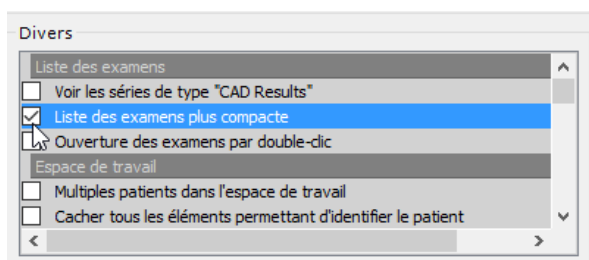 Divers
Liste des examens
Voir les séries de type "CAD Results"
Liste des examens plus compacte
Ouverture des examens par double-clic
Espace de travail
Multiples patients dans l'espace de travail
Cacher tous les éléments permettant d'identifier le patient